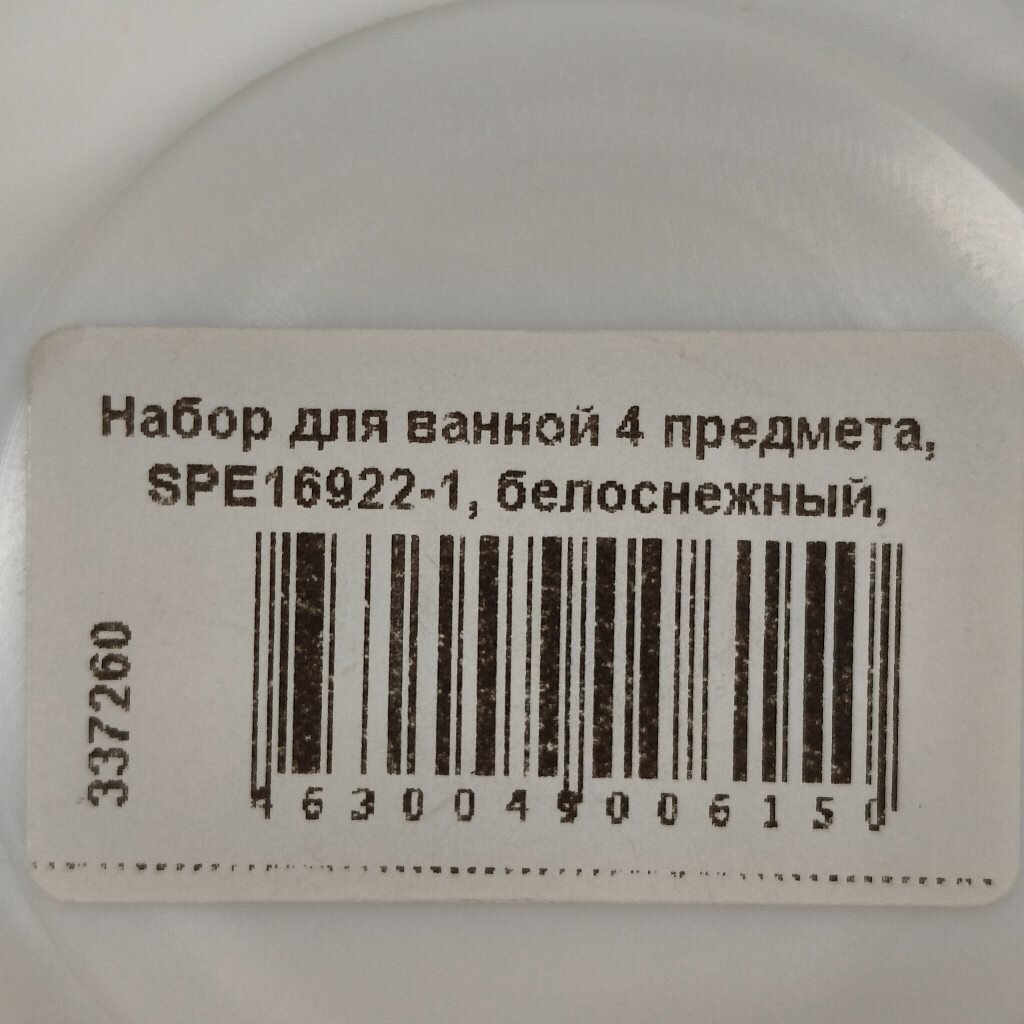 Набор для ванной 4 предмета,
SPE16922-1, белоснежный,
337260
4630049006150